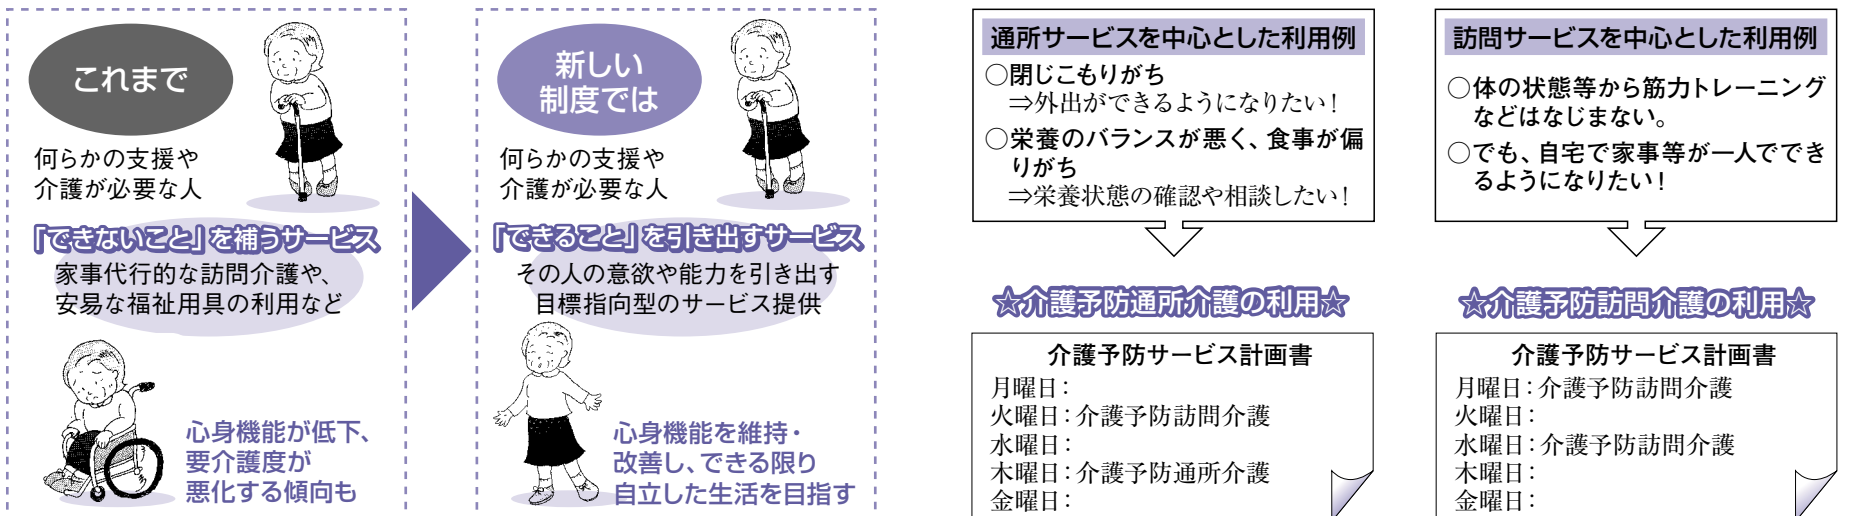 これまで
何らかの支援や
介護が必要な人
「できないこと」を補うサービス
家事代行的な訪問介護や、
安易な福祉用具の利用など
心身機能が低下、
要介護度が
悪化する傾向も
新しい
制度では
何らかの支援や
介護が必要な人
「できること」を引き出すサービス
その人の意欲や能力を引き出す
目標指向型のサービス提供
心身機能を維持・
改善し、できる限り
自立した生活を目指す
通所サービスを中心とした利用例
○閉じこもりがち
⇒外出ができるようになりたい！
○栄養のバランスが悪く、食事が偏
りがち
⇒栄養状態の確認や相談したい！
☆介護予防通所介護の利用☆
介護予防サービス計画書
月曜日：
火曜日：介護予防訪問介護
水曜日：
木曜日：介護予防通所介護
金曜日：
訪問サービスを中心とした利用例
○体の状態等から筋力トレーニング
などはなじまない。
○でも、自宅で家事等が一人ででき
るようになりたい！
☆介護予防訪問介護の利用☆
介護予防サービス計画書
月曜日：介護予防訪問介護
火曜日：
水曜日：介護予防訪問介護
木曜日：
金曜日：